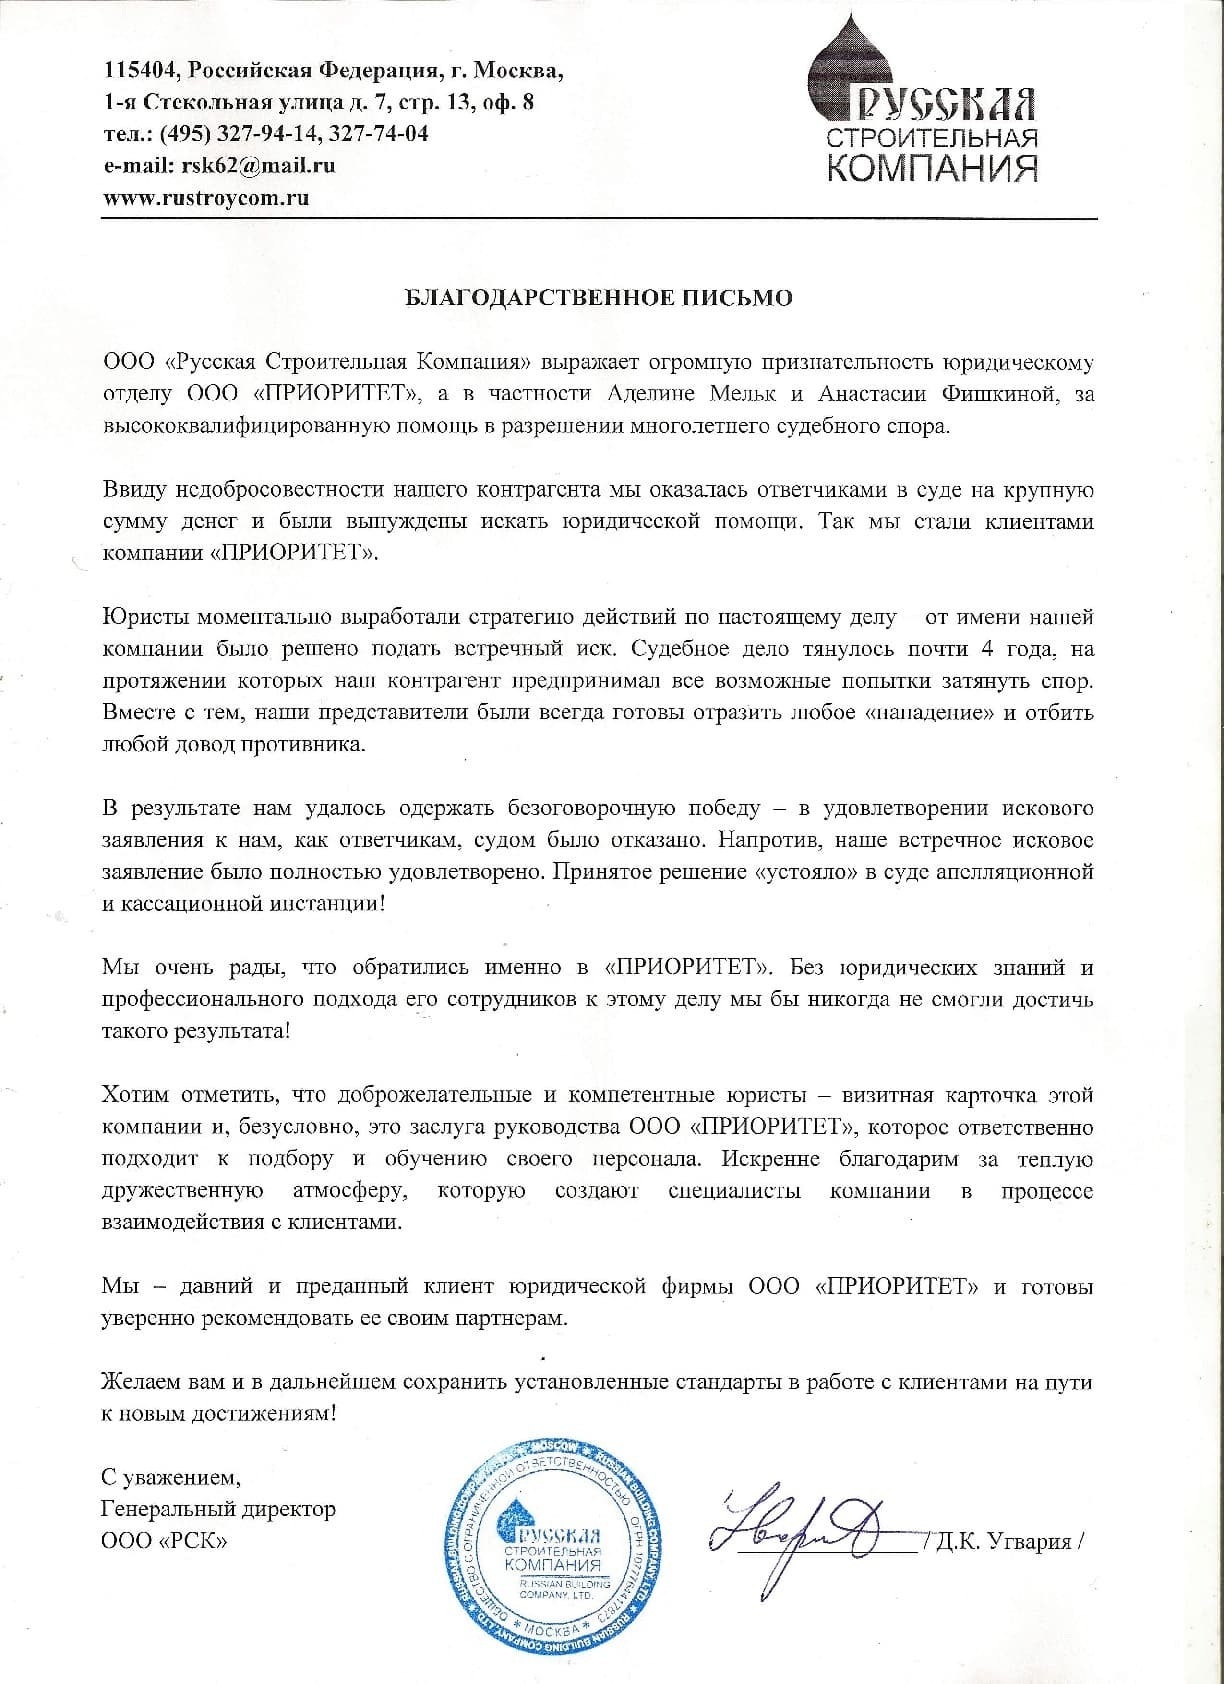 115404, Российская Федерация, г. Москва,
1-я Стекольная улица д. 7, стр. 13, оф. 8
тел.: (495) 327-94-14, 327-74-04
e-mail: rsk62@mail.ru
www.rustroycom.ru
РУССКАЯ
СТРОИТЕЛЬНАЯ
КОМПАНИЯ
БЛАГОДАРСТВЕННОЕ ПИСЬМО
ООО «Русская Строительная Компания» выражает огромную признательность юридическому
отделу ООО «ПРИОРИТЕТ», а в частности Аделине Мельк и Анастасии Фишкиной, за
высококвалифицированную помощь в разрешении многолетнего судебного спора.
Ввиду недобросовестности нашего контрагента мы оказалась ответчиками в суде на крупную
сумму денег и были вынуждены искать юридической помощи. Так мы стали клиентами
компании «ПРИОРИТЕТ».
Юристы моментально выработали стратегию действий по настоящему делу от имени нашей
компании было решено подать встречный иск. Судебное дело тянулось почти 4 года, на
протяжении которых наш контрагент предпринимал все возможные попытки затянуть спор.
Вместе с тем, наши представители были всегда готовы отразить любое «нападение» и отбить
любой довод противника.
В результате нам удалось одержать безоговорочную победу – в удовлетворении искового
заявления к нам, как ответчикам, судом было отказано. Напротив, наше встречное исковое
заявление было полностью удовлетворено. Принятое решение «устояло» в суде апелляционной
и кассационной инстанции!
Мы очень рады, что обратились именно в «ПРИОРИТЕТ». Без юридических знаний и
профессионального подхода его сотрудников к этому делу мы бы никогда не смогли достичь
такого результата!
Хотим отметить, что доброжелательные и компетентные юристы – визитная карточка этой
компании и, безусловно, это заслуга руководства ООО «ПРИОРИТЕТ», которое ответственно
подходит к подбору и обучению своего персонала. Искренне благодарим за теплую
дружественную атмосферу, которую создают специалисты компании в процессе
взаимодействия с клиентами.
Мы – давний и преданный клиент юридической фирмы ООО «ПРИОРИТЕТ» и готовы
уверенно рекомендовать ее своим партнерам.
Желаем вам и в дальнейшем сохранить установленные стандарты в работе с клиентами на пути
к новым достижениям!
С уважением,
Генеральный директор
ООО «РСК»
/ Д.К. Угвария /
MOSCOW * RUSSIAN BUILDING COMPANY, LTD. * RUSSIAN BUILDING COMPANY, LTD. * RUSSIAN BUILDING COMPANY
ОБЩЕСТВО С ОГРАНИЧЕННОЙ ОТВЕТСТВЕННОСТЬЮ
РУССКАЯ
СТРОИТЕЛЬНАЯ
КОМПАНИЯ
RUSSIAN BUILDING
COMPANY, LTD.
* МОСКВА *